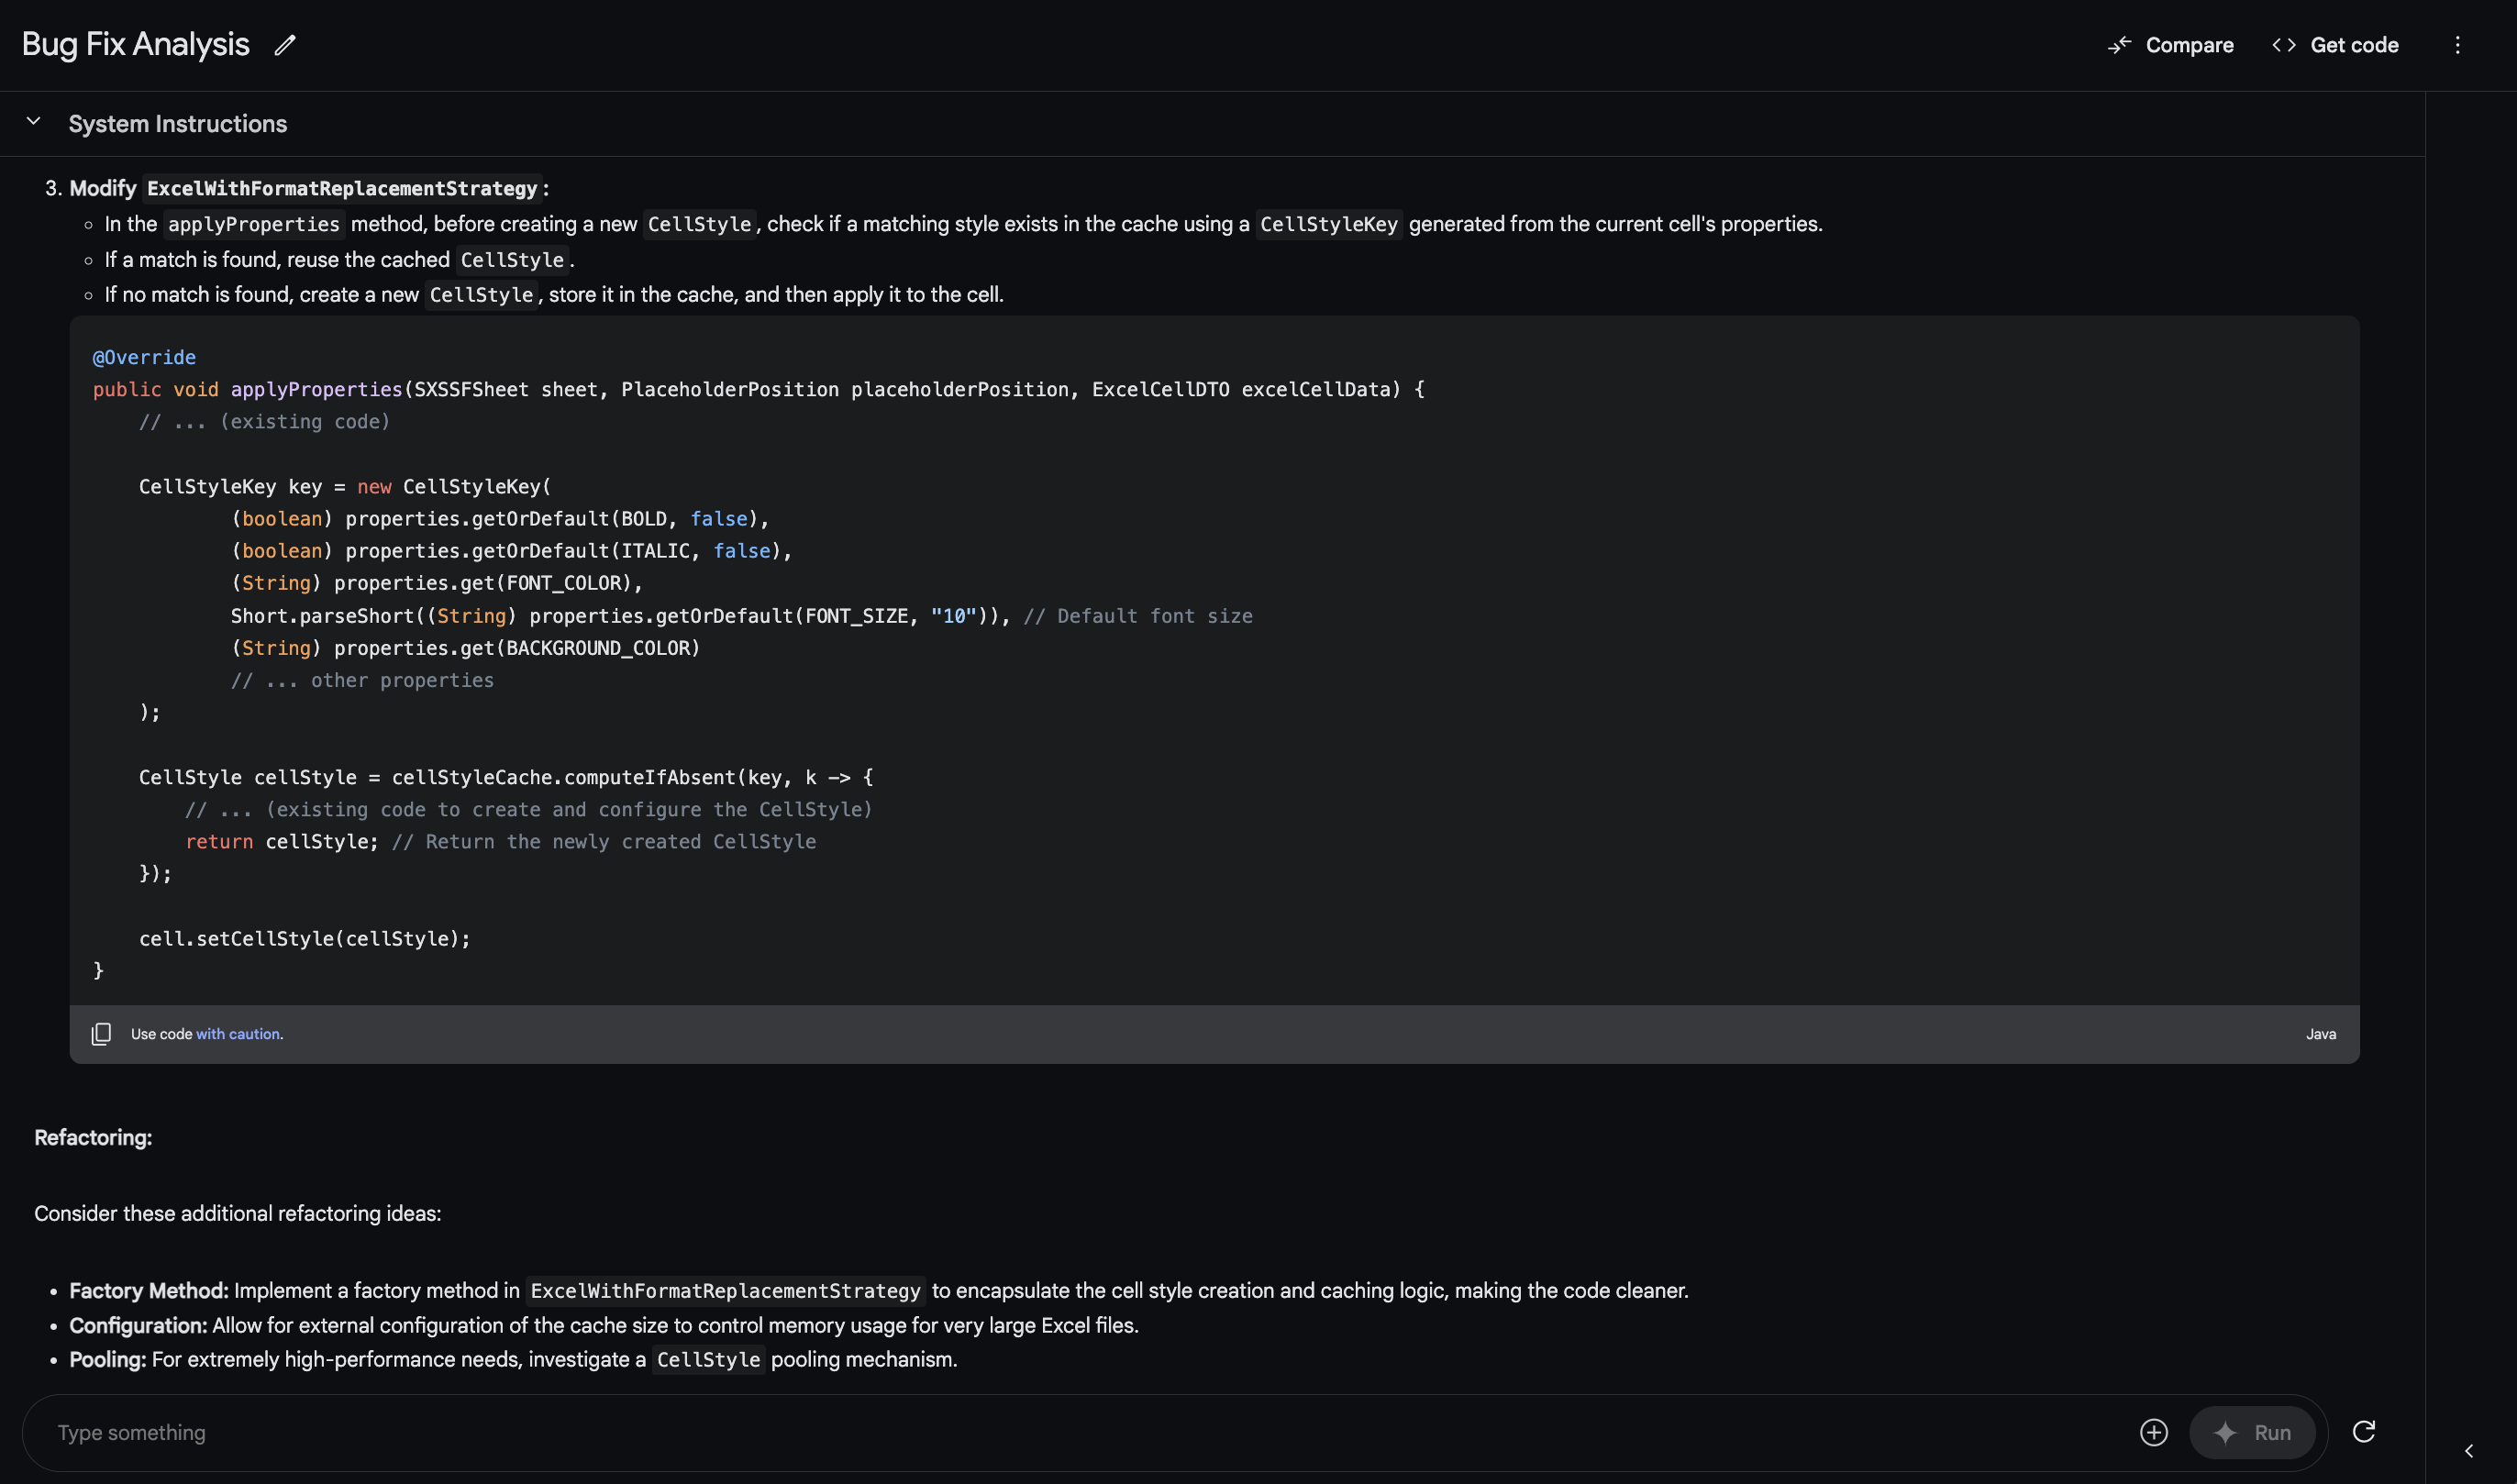 Bug Fix Analysis
Compare
Get code
System Instructions
3. Modify ExcelWithFormatReplacementStrategy:
In the applyProperties method, before creating a new CellStyle, check if a matching style exists in the cache using a CellStyleKey generated from the current cell's properties.
If a match is found, reuse the cached CellStyle.
If no match is found, create a new CellStyle, store it in the cache, and then apply it to the cell.
@Override
public void applyProperties(SXSSFSheet sheet, PlaceholderPosition placeholderPosition, ExcelCellDTO excelCellData) {
// ... (existing code)
CellStyleKey key = new CellStyleKey(
(boolean) properties.getOrDefault(BOLD, false),
(boolean) properties.getOrDefault(ITALIC, false),
(String) properties.get(FONT_COLOR),
Short.parseShort((String) properties.getOrDefault(FONT_SIZE, "10")), // Default font size
(String) properties.get(BACKGROUND_COLOR)
// ... other properties
);
CellStyle cellStyle = cellStyleCache.computeIfAbsent(key, k -> {
// ... (existing code to create and configure the CellStyle)
return cellStyle; // Return the newly created CellStyle
});
cell.setCellStyle(cellStyle);
}
Use code with caution.
Java
Refactoring:
Consider these additional refactoring ideas:
• Factory Method: Implement a factory method in ExcelWithFormatReplacementStrategy to encapsulate the cell style creation and caching logic, making the code cleaner.
• Configuration: Allow for external configuration of the cache size to control memory usage for very large Excel files.
• Pooling: For extremely high-performance needs, investigate a CellStyle pooling mechanism.
Type something
Run